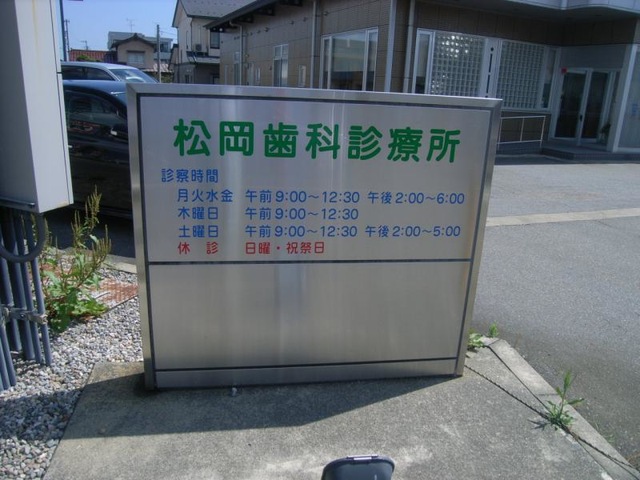 松岡歯科診療所
診察時間
月火水金 午前 9:00〜12:30 午後 2:00〜6:00
木曜日 午前 9:00〜12:30
土曜日 午前 9:00〜12:30 午後 2:00〜5:00
休診 日曜・祝祭日